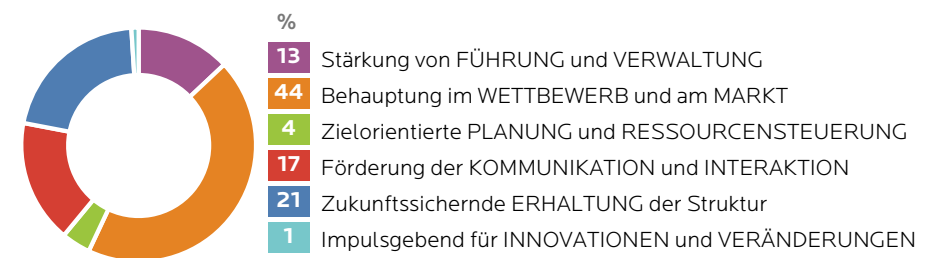 %
13 Stärkung von FÜHRUNG und VERWALTUNG
44 Behauptung im WETTBEWERB und am MARKT
4 Zielorientierte PLANUNG und RESSOURCENSTEUERUNG
17 Förderung der KOMMUNIKATION und INTERAKTION
21 Zukunftssichernde ERHALTUNG der Struktur
1 Impulsgebend für INNOVATIONEN und VERÄNDERUNGEN